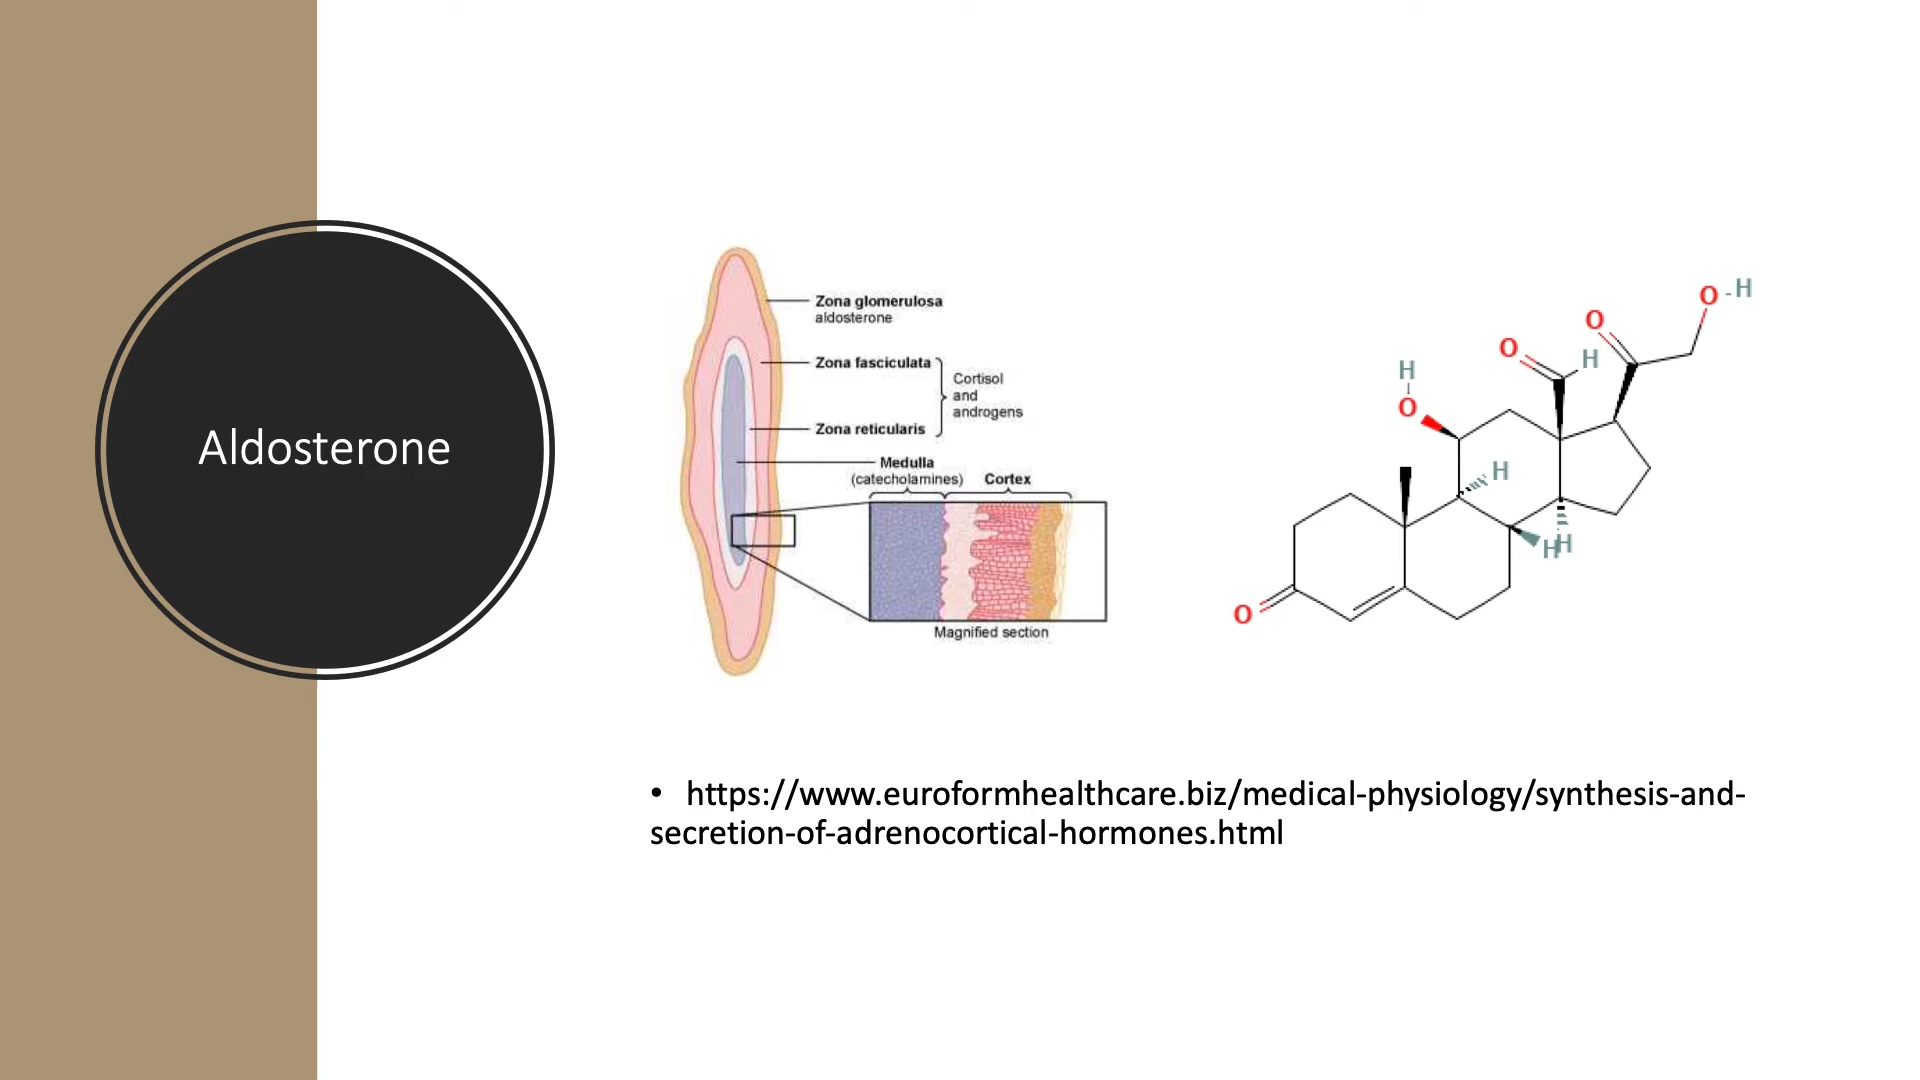 Aldosterone
Zona glomerulosa
aldosterone
Zona fasciculata
Cortisol
and
androgens
Zona reticularis
Medulla
(catecholamines)
Cortex
Magnified section
O
H
O
O
H
H
O
H
H
H
O
• https://www.euroformhealthcare.biz/medical-physiology/synthesis-and-
secretion-of-adrenocortical-hormones.html